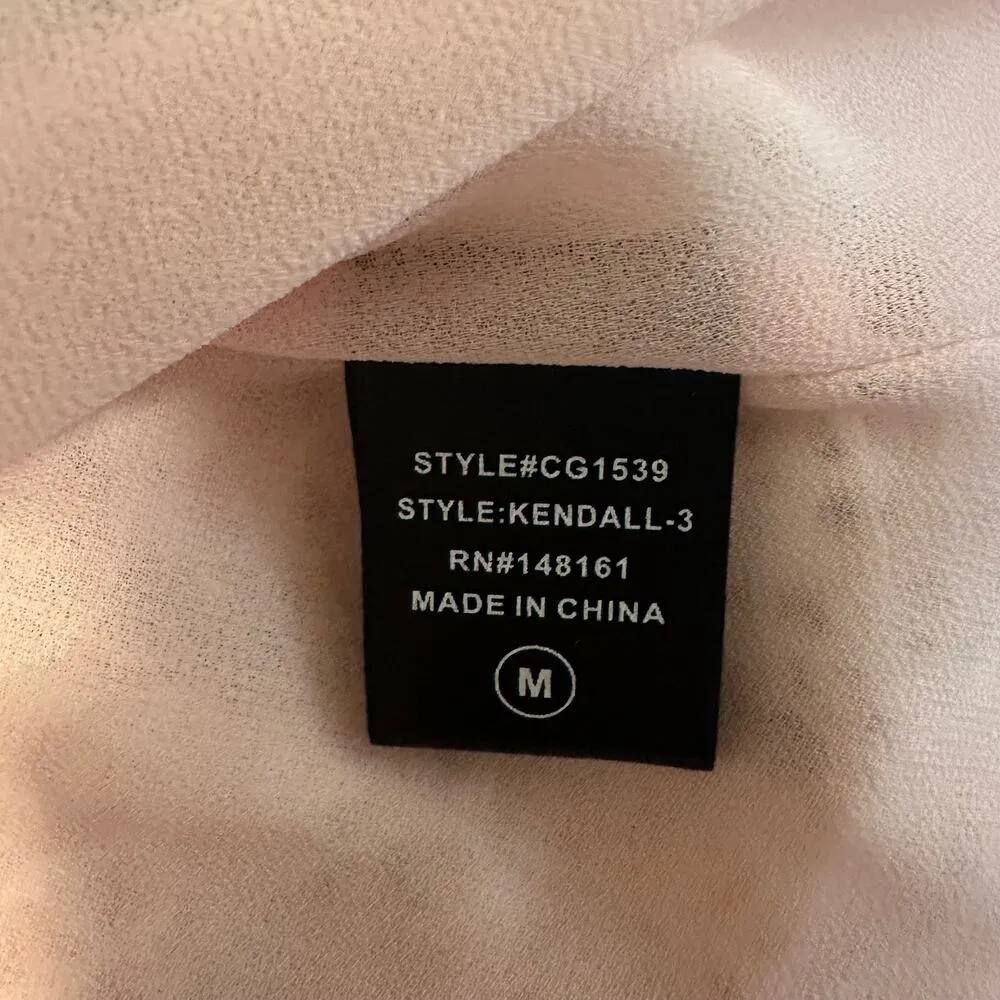 STYLE#CG1539
STYLE:KENDALL-3
RN#148161
MADE IN CHINA
M